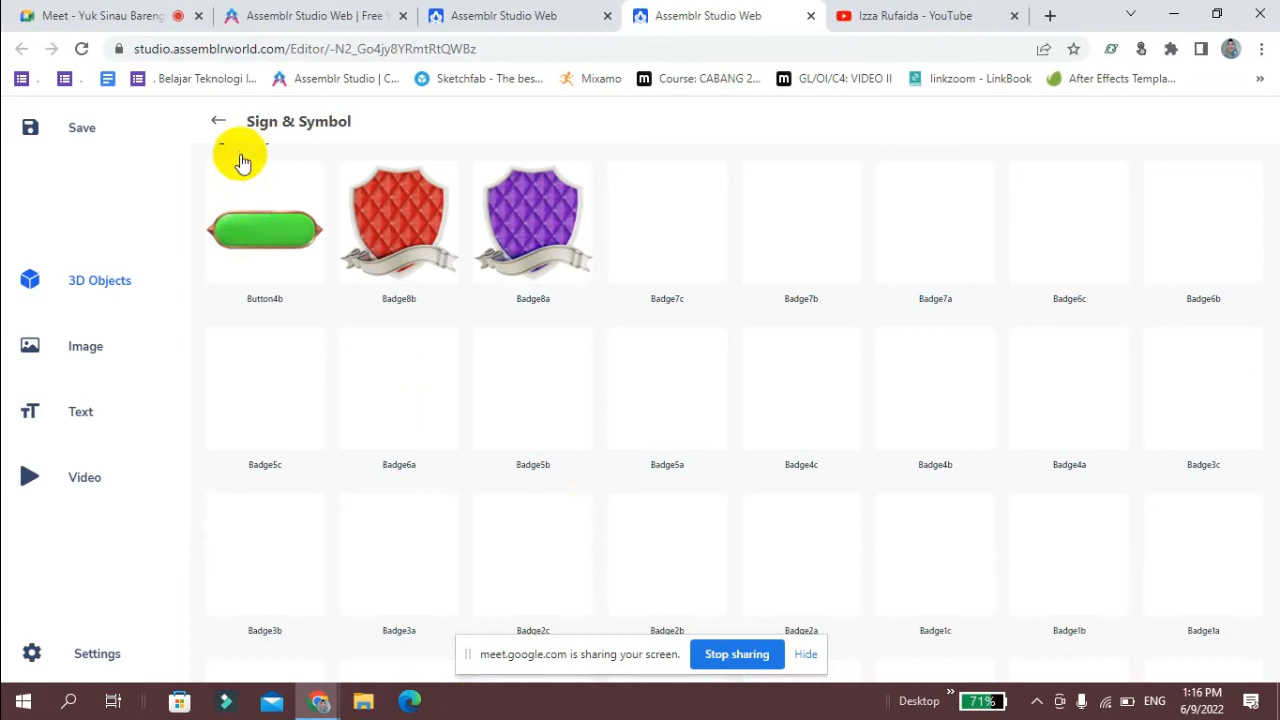 Meet - Yuk Sinau Bareng
Assemblr Studio Web | Free
Assemblr Studio Web
Assemblr Studio Web
Izza Rufaida - YouTube
studio.assemblrworld.com/Editor/-N2_Go4jy8YRmtRtQWBz
. Belajar Teknologi I...
Assemblr Studio | C...
Sketchfab - The bes...
Mixamo
Course: CABANG 2...
GL/OI/C4: VIDEO II
linkzoom - LinkBook
After Effects Templa...
Save
Sign & Symbol
3D Objects
Image
Text
Video
Settings
Button4b Badge8b Badge8a Badge7c Badge7b Badge7a Badge6c Badge6b
Badge5c Badge6a Badge5b Badge5a Badge4c Badge4b Badge4a Badge3c
Badge3b Badge3a Badge2c Badge2b Badge2a Badge1c Badge1b Badge1a
meet.google.com is sharing your screen. Stop sharing Hide
Desktop
71%
ENG
1:16 PM
6/9/2022